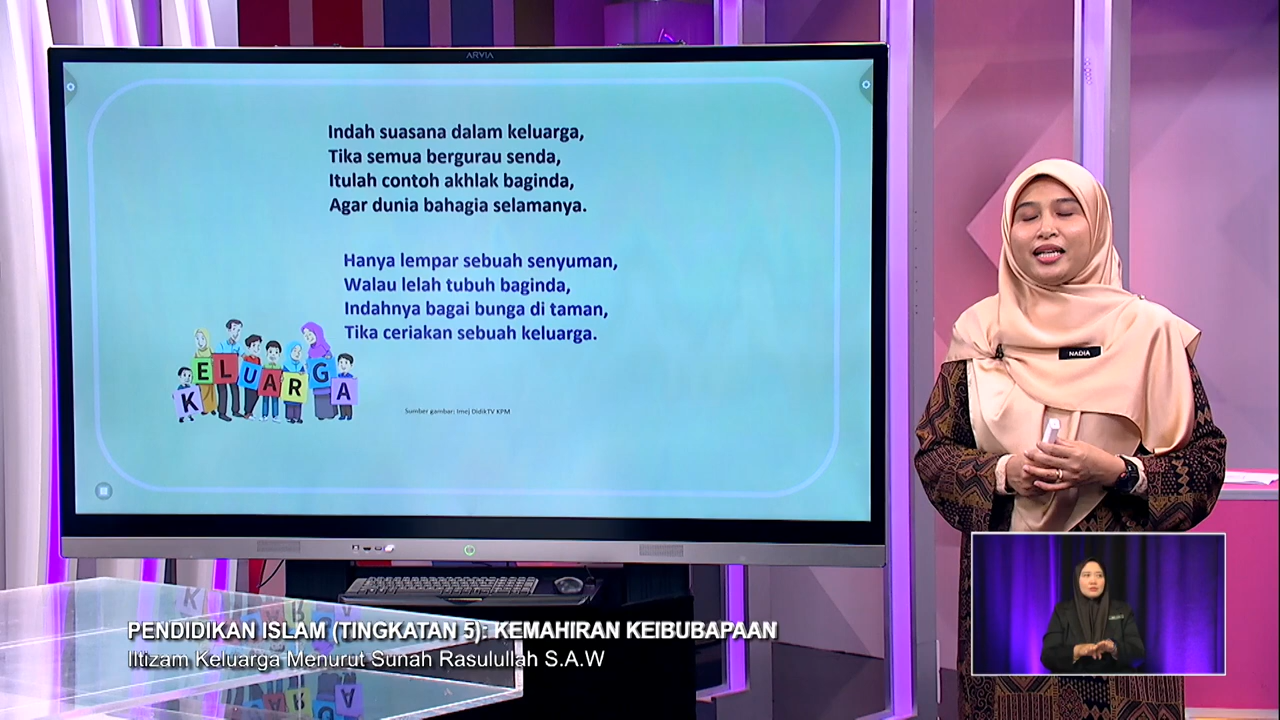 ARVIA
Indah suasana dalam keluarga,
Tika semua bergurau senda,
Itulah contoh akhlak baginda,
Agar dunia bahagia selamanya.
Hanya lempar sebuah senyuman,
Walau lelah tubuh baginda,
Indahnya bagai bunga di taman,
Tika ceriakan sebuah keluarga.
KELUARGA
Sumber gambar: Imej DidikTV KPM
NADIA
PENDIDIKAN ISLAM (TINGKATAN 5): KEMAHIRAN KEIBUBAPAAN
Iltizam Keluarga Menurut Sunah Rasulullah S.A.W